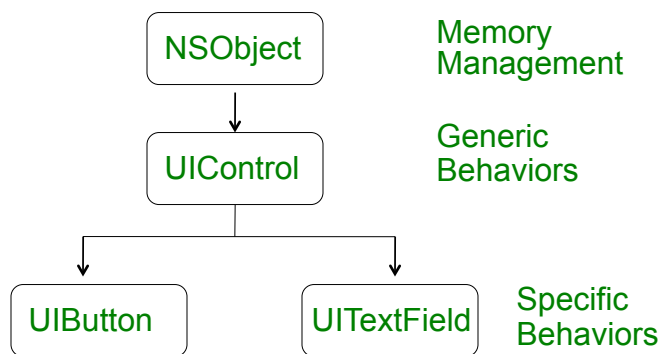 NSObject
Memory
Management
UIControl
Generic
Behaviors
UIButton
UITextField
Specific
Behaviors